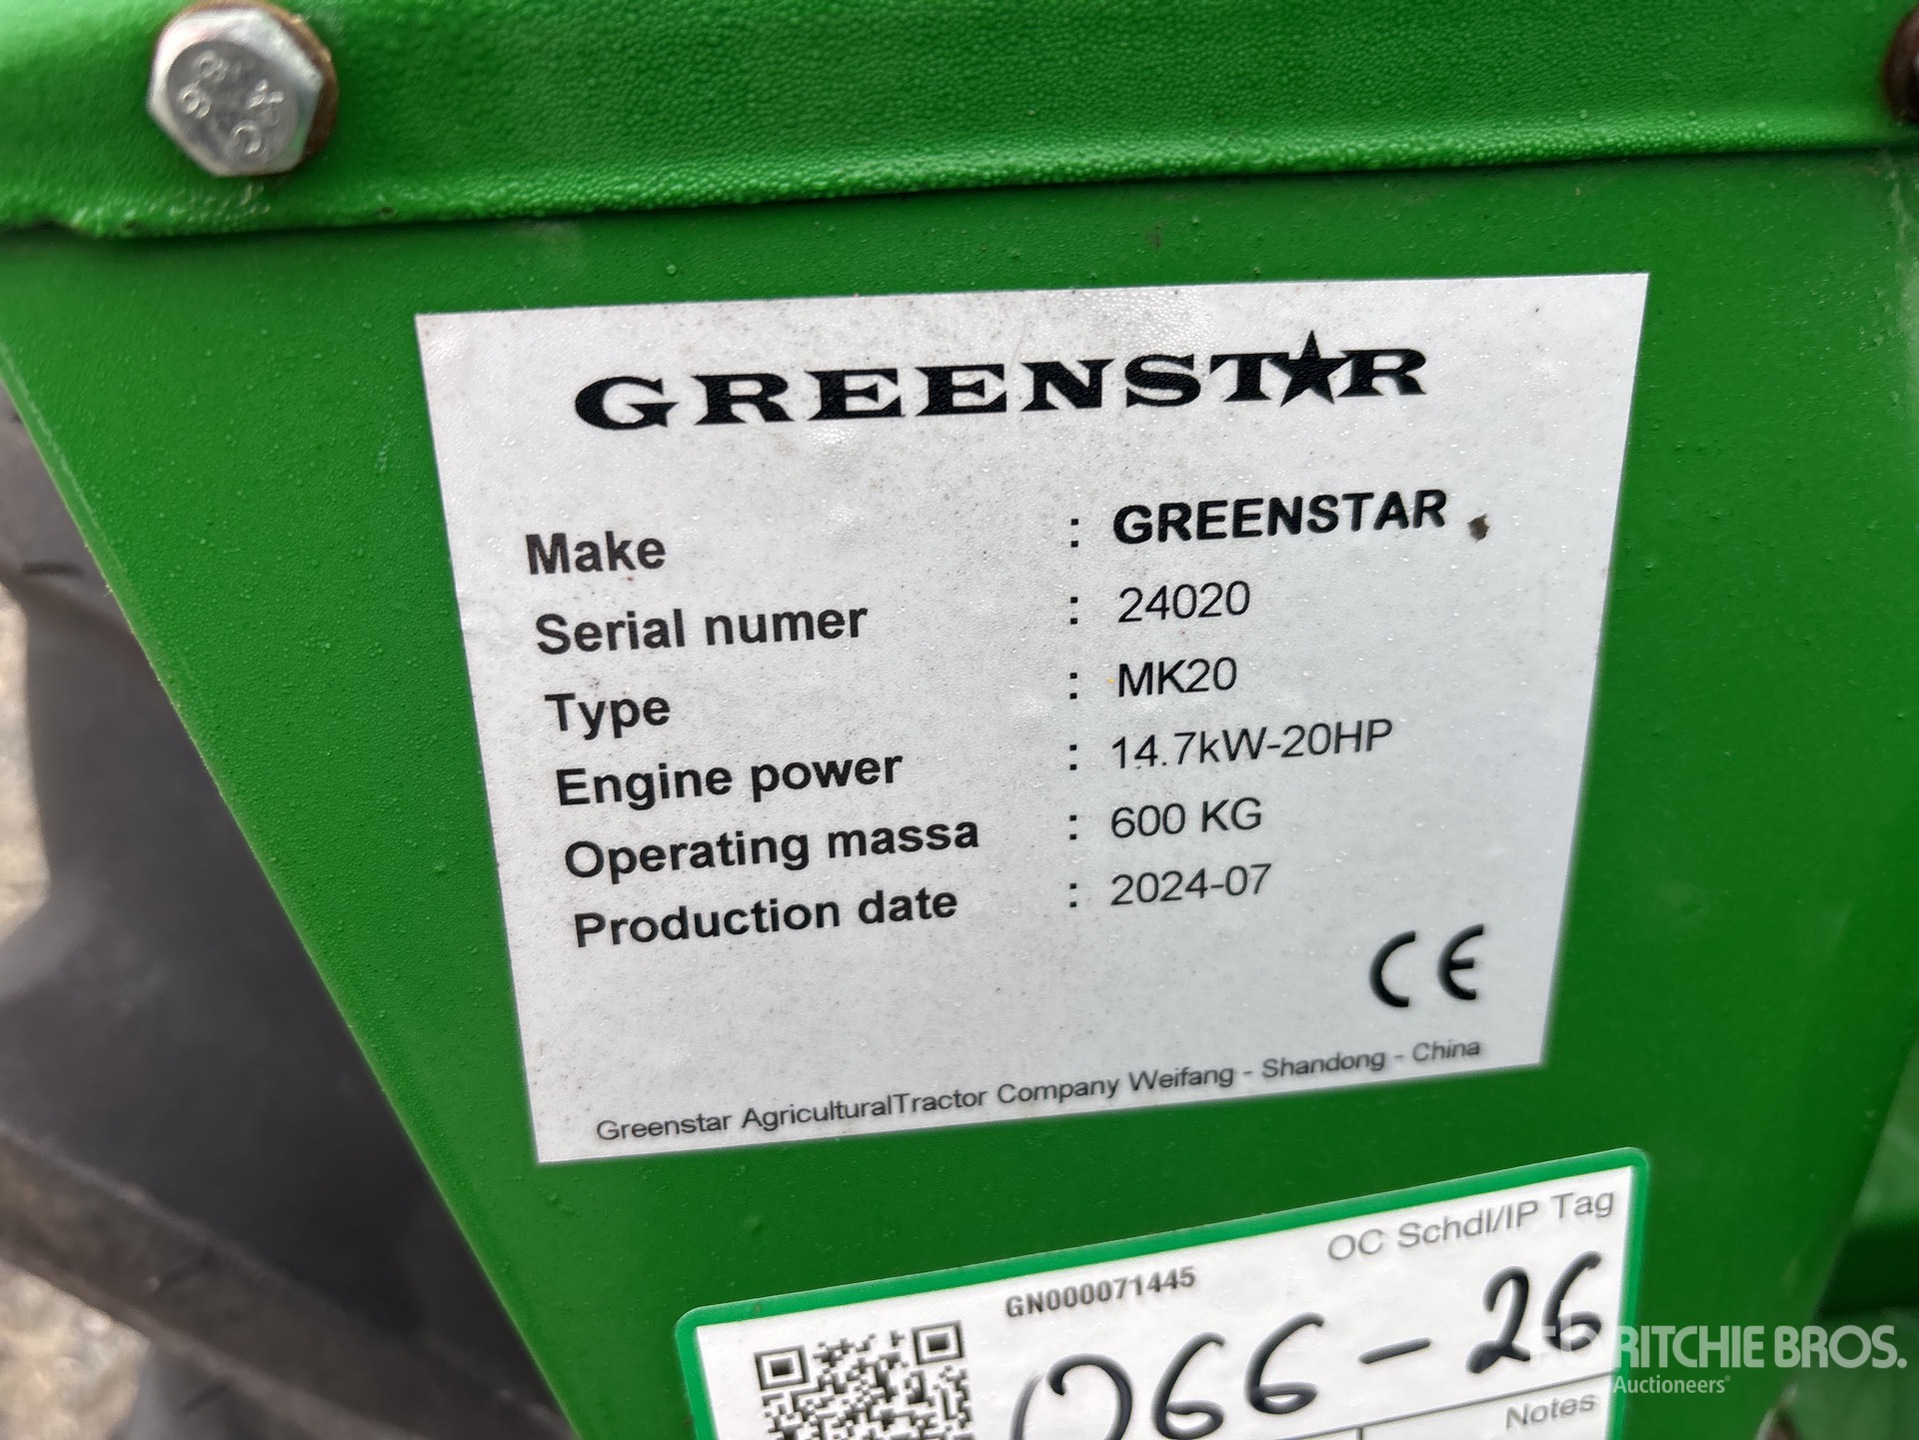 GREENSTAR
Make : GREENSTAR
Serial numer : 24020
Type : MK20
Engine power : 14.7kW-20HP
Operating massa : 600 KG
Production date : 2024-07
CE
Greenstar AgriculturalTractor Company Weifang - Shandong - China
OC Schdl/IP Tag
GN000071445
066-26
Notes
RITCHIE BROS.
Auctioneers